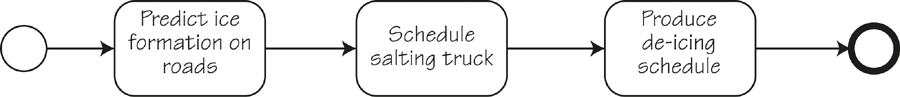 Predict ice
formation on
roads
Schedule
salting truck
Produce
de-icing
schedule